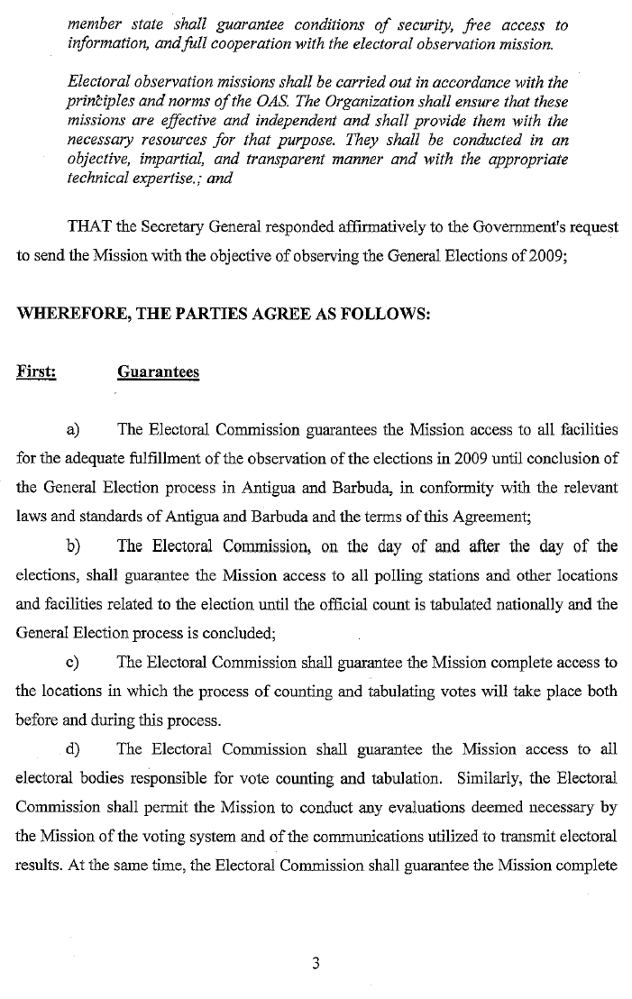 member state shall guarantee conditions of security, free access to
information, and full cooperation with the electoral observation mission.
Electoral observation missions shall be carried out in accordance with the
principles and norms of the OAS. The Organization shall ensure that these
missions are effective and independent and shall provide them with the
necessary resources for that purpose. They shall be conducted in an
objective, impartial, and transparent manner and with the appropriate
technical expertise.; and
THAT the Secretary General responded affirmatively to the Government's request
to send the Mission with the objective of observing the General Elections of 2009;
WHEREFORE, THE PARTIES AGREE AS FOLLOWS:
First: Guarantees
a) The Electoral Commission guarantees the Mission access to all facilities
for the adequate fulfillment of the observation of the elections in 2009 until conclusion of
the General Election process in Antigua and Barbuda, in conformity with the relevant
laws and standards of Antigua and Barbuda and the terms of this Agreement;
b) The Electoral Commission, on the day of and after the day of the
elections, shall guarantee the Mission access to all polling stations and other locations
and facilities related to the election until the official count is tabulated nationally and the
General Election process is concluded;
c) The Electoral Commission shall guarantee the Mission complete access to
the locations in which the process of counting and tabulating votes will take place both
before and during this process.
d) The Electoral Commission shall guarantee the Mission access to all
electoral bodies responsible for vote counting and tabulation. Similarly, the Electoral
Commission shall permit the Mission to conduct any evaluations deemed necessary by
the Mission of the voting system and of the communications utilized to transmit electoral
results. At the same time, the Electoral Commission shall guarantee the Mission complete
3